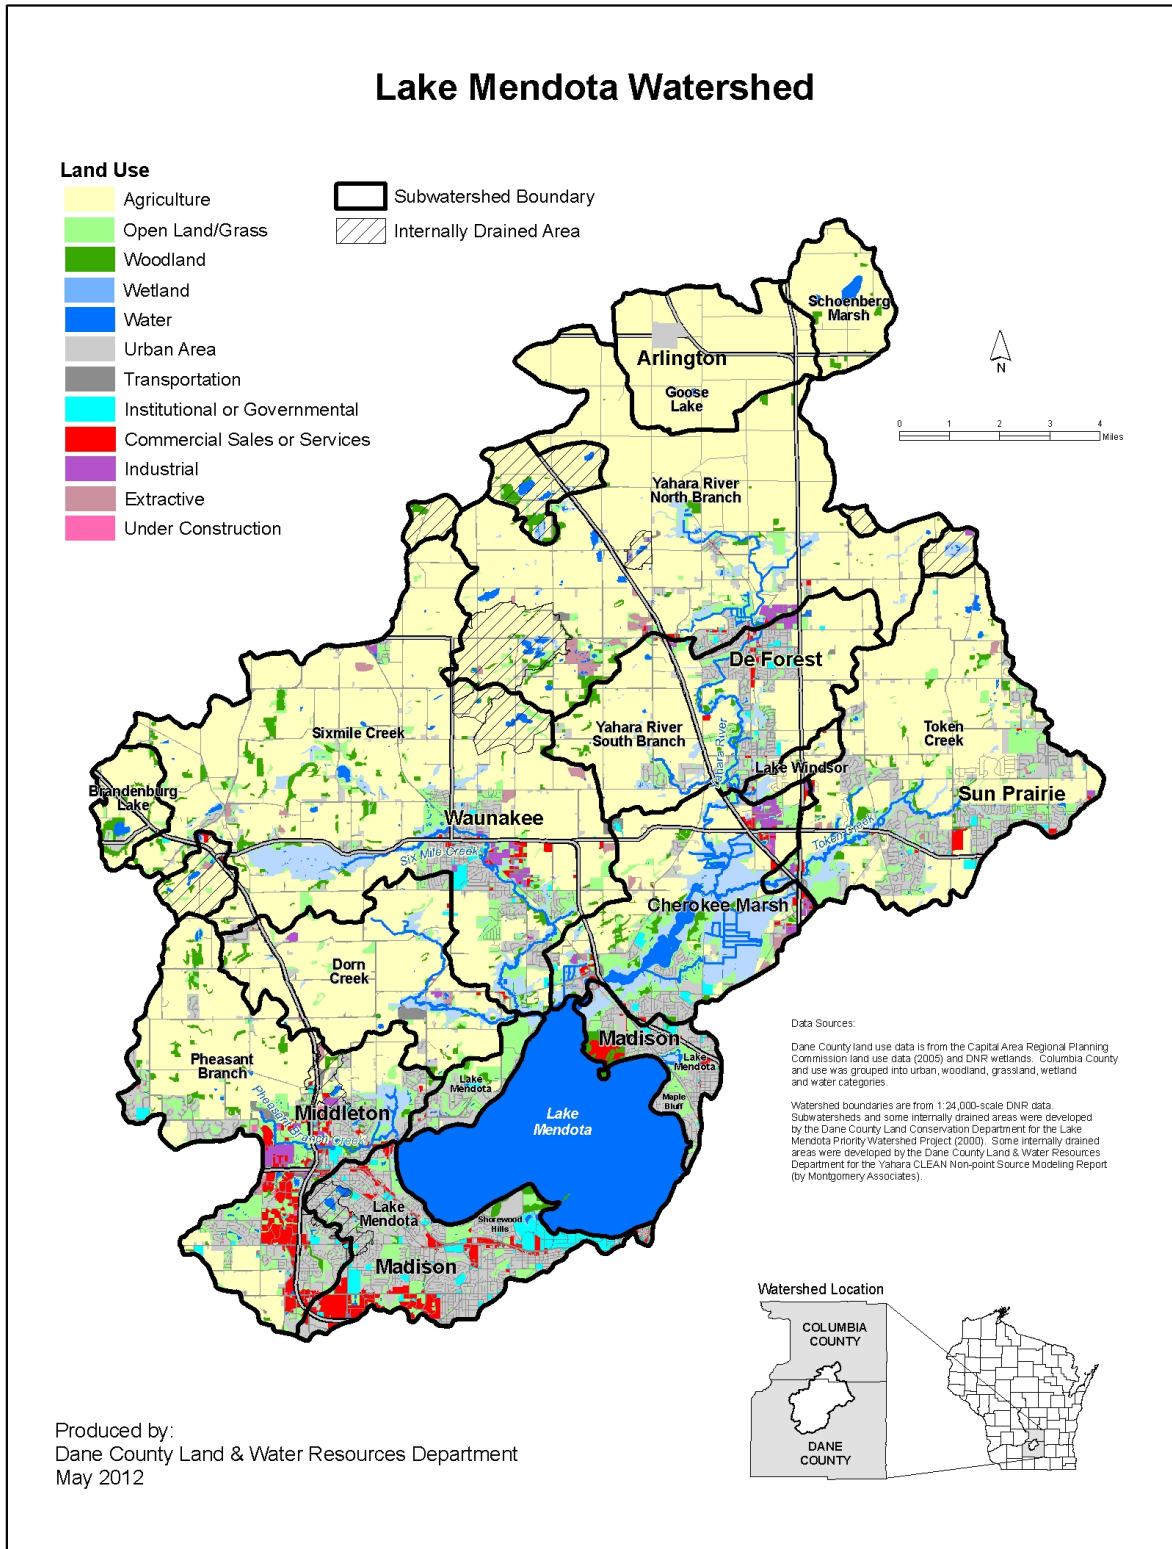 Lake Mendota Watershed
Land Use
Agriculture
Open Land/Grass
Woodland
Wetland
Water
Urban Area
Transportation
Institutional or Governmental
Commercial Sales or Services
Industrial
Extractive
Under Construction
Subwatershed Boundary
Internally Drained Area
Schoenberg
Marsh
Arlington
Goose
Lake
N
0 1 2 3 4
Miles
Yahara River
North Branch
De Forest
Sixmile Creek
Yahara River
South Branch
Yahara River
Token
Creek
Lake Windsor
Brandenburg
Lake
Sun Prairie
Waunakee
Six Mile Creek
Token Creek
Cherokee Marsh
Dorn
Creek
Madison
Pheasant
Branch
Lake
Mendota
Lake
Mendota
Maple
Bluff
Middleton
Pheasant Branch Creek
Lake
Mendota
Lake
Mendota
Shorewood
Hills
Madison
Data Sources:
Dane County land use data is from the Capital Area Regional Planning
Commission land use data (2005) and DNR wetlands. Columbia County
and use was grouped into urban, woodland, grassland, wetland
and water categories.
Watershed boundaries are from 1:24,000-scale DNR data.
Subwatersheds and some internally drained areas were developed
by the Dane County Land Conservation Department for the Lake
Mendota Priority Watershed Project (2000). Some internally drained
areas were developed by the Dane County Land & Water Resources
Department for the Yahara CLEAN Non-point Source Modeling Report
(by Montgomery Associates).
Watershed Location
COLUMBIA
COUNTY
DANE
COUNTY
Produced by:
Dane County Land & Water Resources Department
May 2012